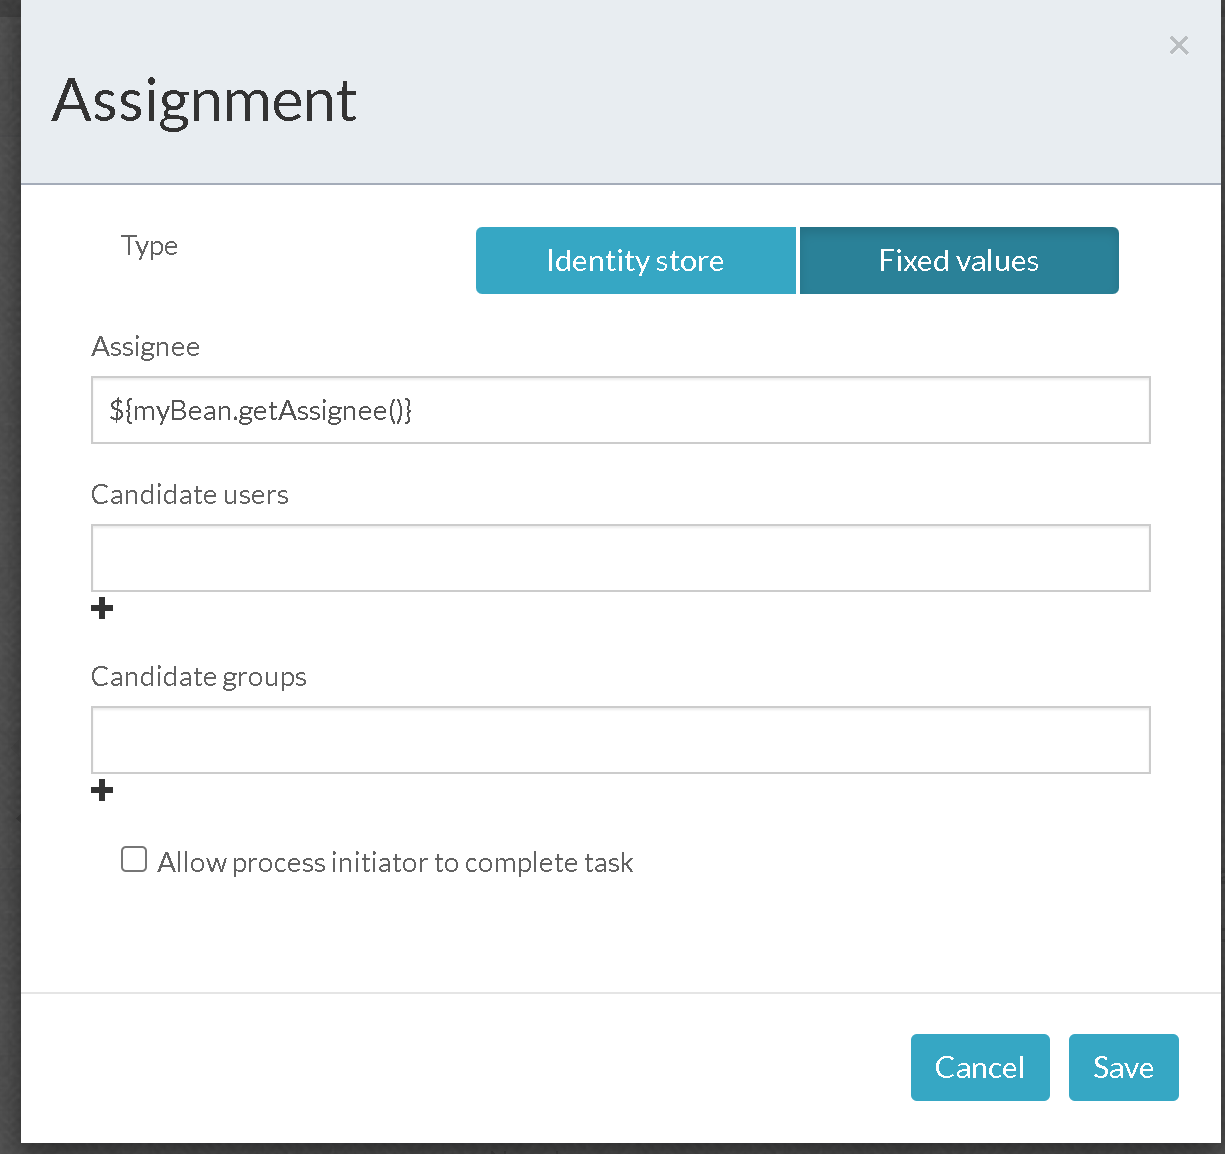 Assignment
Type
Identity store
Fixed values
Assignee
${myBean.getAssignee()}
Candidate users
Candidate groups
Allow process initiator to complete task
Cancel
Save